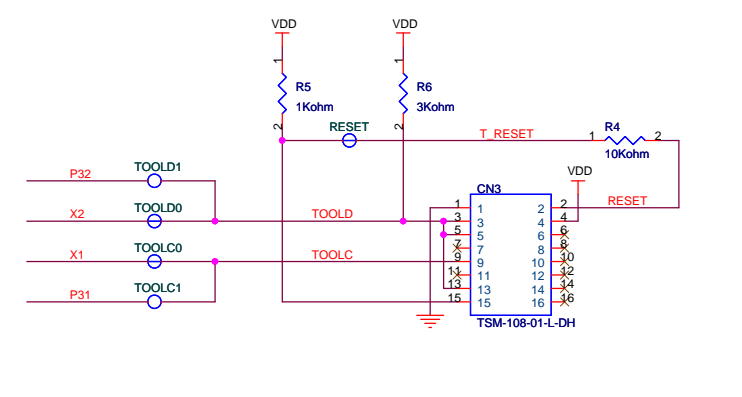 VDD
VDD
1
1
R5
R6
1Kohm
3Kohm
2
2
RESET
T_RESET
1
R4
2
10Kohm
P32
TOOLD1
VDD
CN3
X2
TOOLD0
TOOLD
RESET
X1
TOOLC0
TOOLC
P31
TOOLC1
1 1 2 2
3 3 4 4
5 5 6 6
7 7 8 8
9 9 10 10
11 11 12 12
13 13 14 14
15 15 16 16
TSM-108-01-L-DH